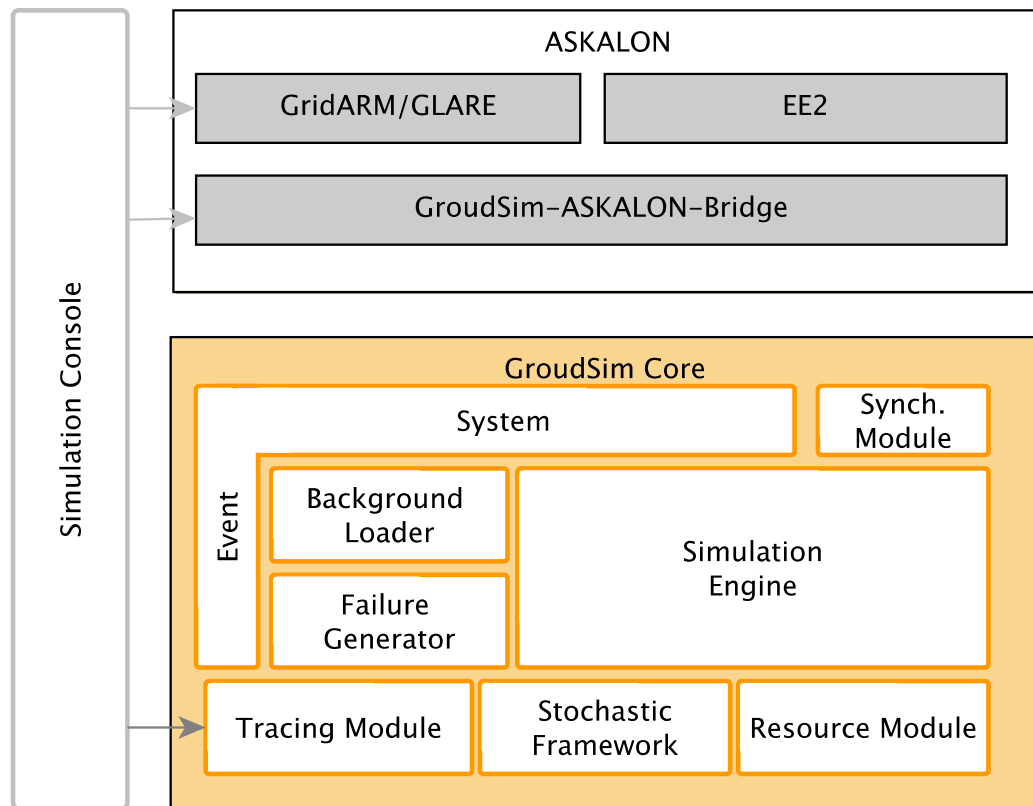 Simulation Console
ASKALON
GridARM/GLARE
EE2
GroudSim-ASKALON-Bridge
GroudSim Core
System
Synch.
Module
Event
Background
Loader
Simulation
Engine
Failure
Generator
Tracing Module
Stochastic
Framework
Resource Module